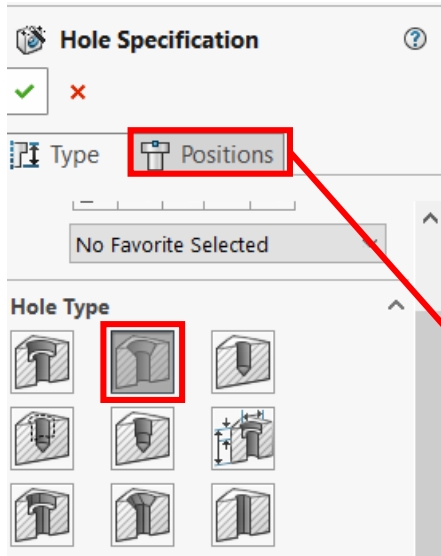 Hole Specification
Type
Positions
No Favorite Selected
Hole Type